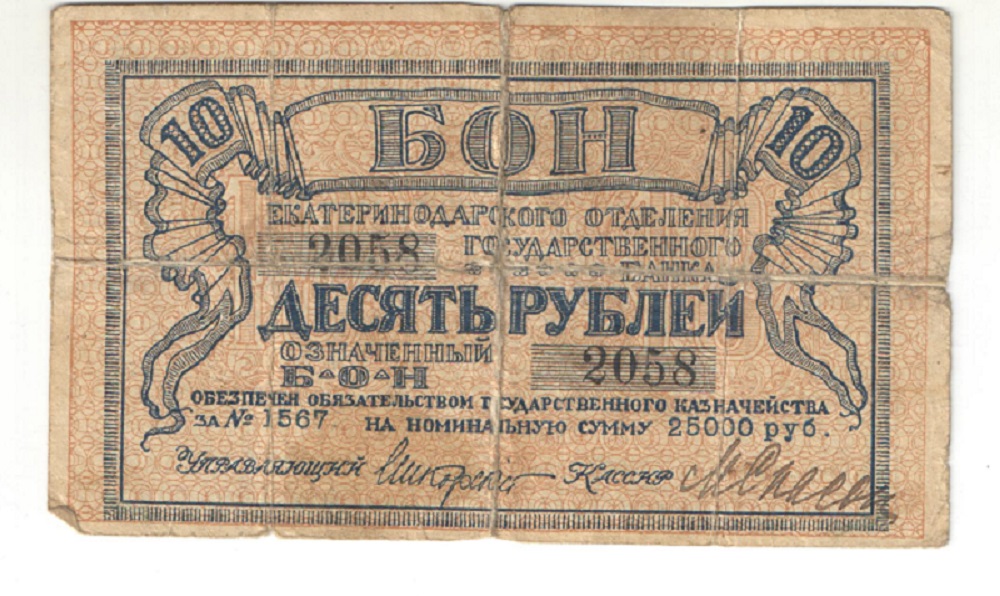 10 БОН 10
ЕКАТЕРИНОДАРСКОГО ОТДЕЛЕНИЯ
2058 ГОСУДАРСТВЕННОГО
БАНКА
ДЕСЯТЬ РУБЛЕЙ
ОЗНАЧЕННЫЙ
2058
Б-О-Н
ОБЕЗПЕЧЕН ОБЯЗАТЕЛЬСТВОМ ГОСУДАРСТВЕННОГО КАЗНАЧЕЙСТВА
ЗА № 1567 НА НОМИНАЛЬНУЮ СУММУ 25000 руб.
УПРАВЛЯЮЩИЙ КАССИР